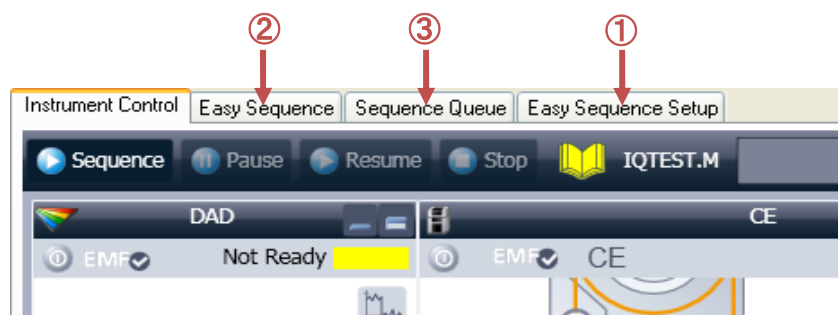 ② ③ ①
Instrument Control Easy Sequence Sequence Queue Easy Sequence Setup
Sequence Pause Resume Stop IQTEST.M
DAD CE
EMF Not Ready EMF CE